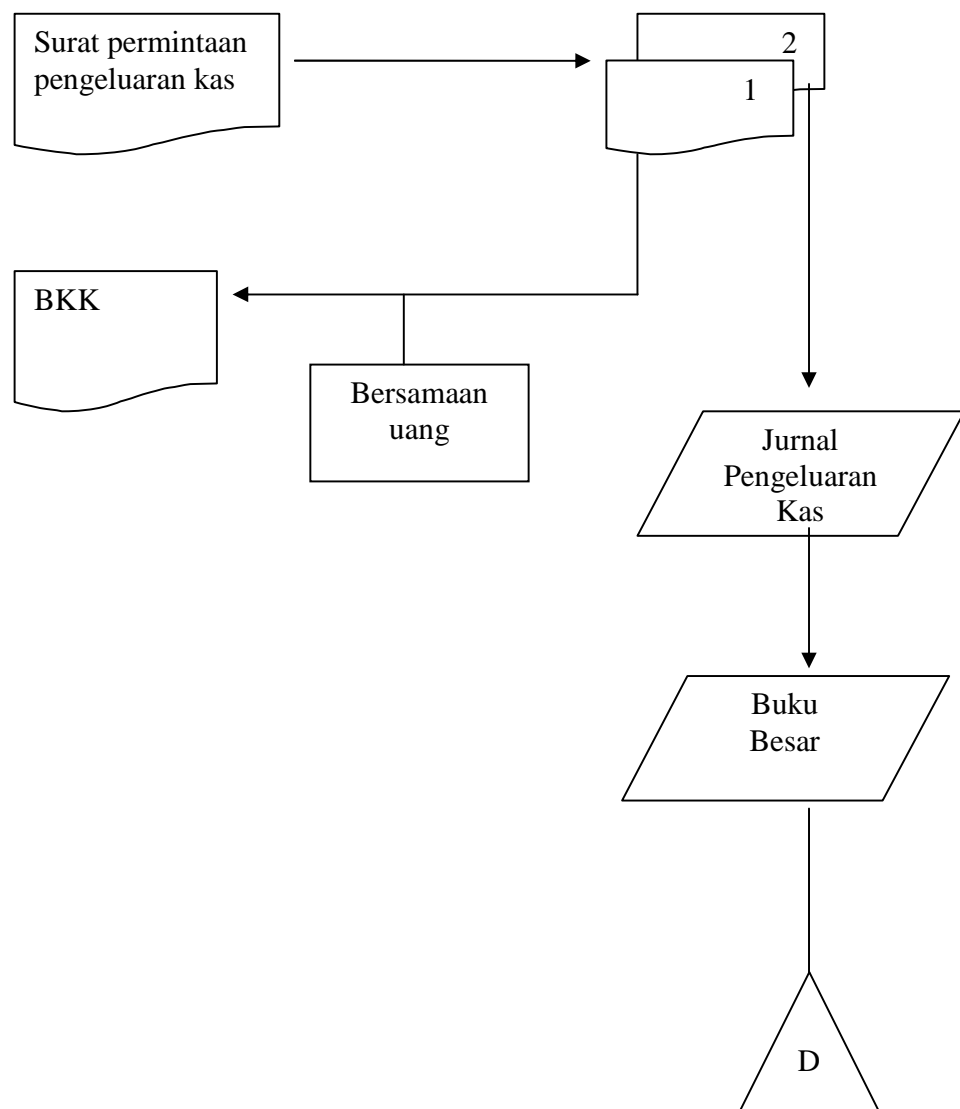 Surat permintaan
pengeluaran kas
2
1
BKK
Bersamaan
uang
Jurnal
Pengeluaran
Kas
Buku
Besar
D